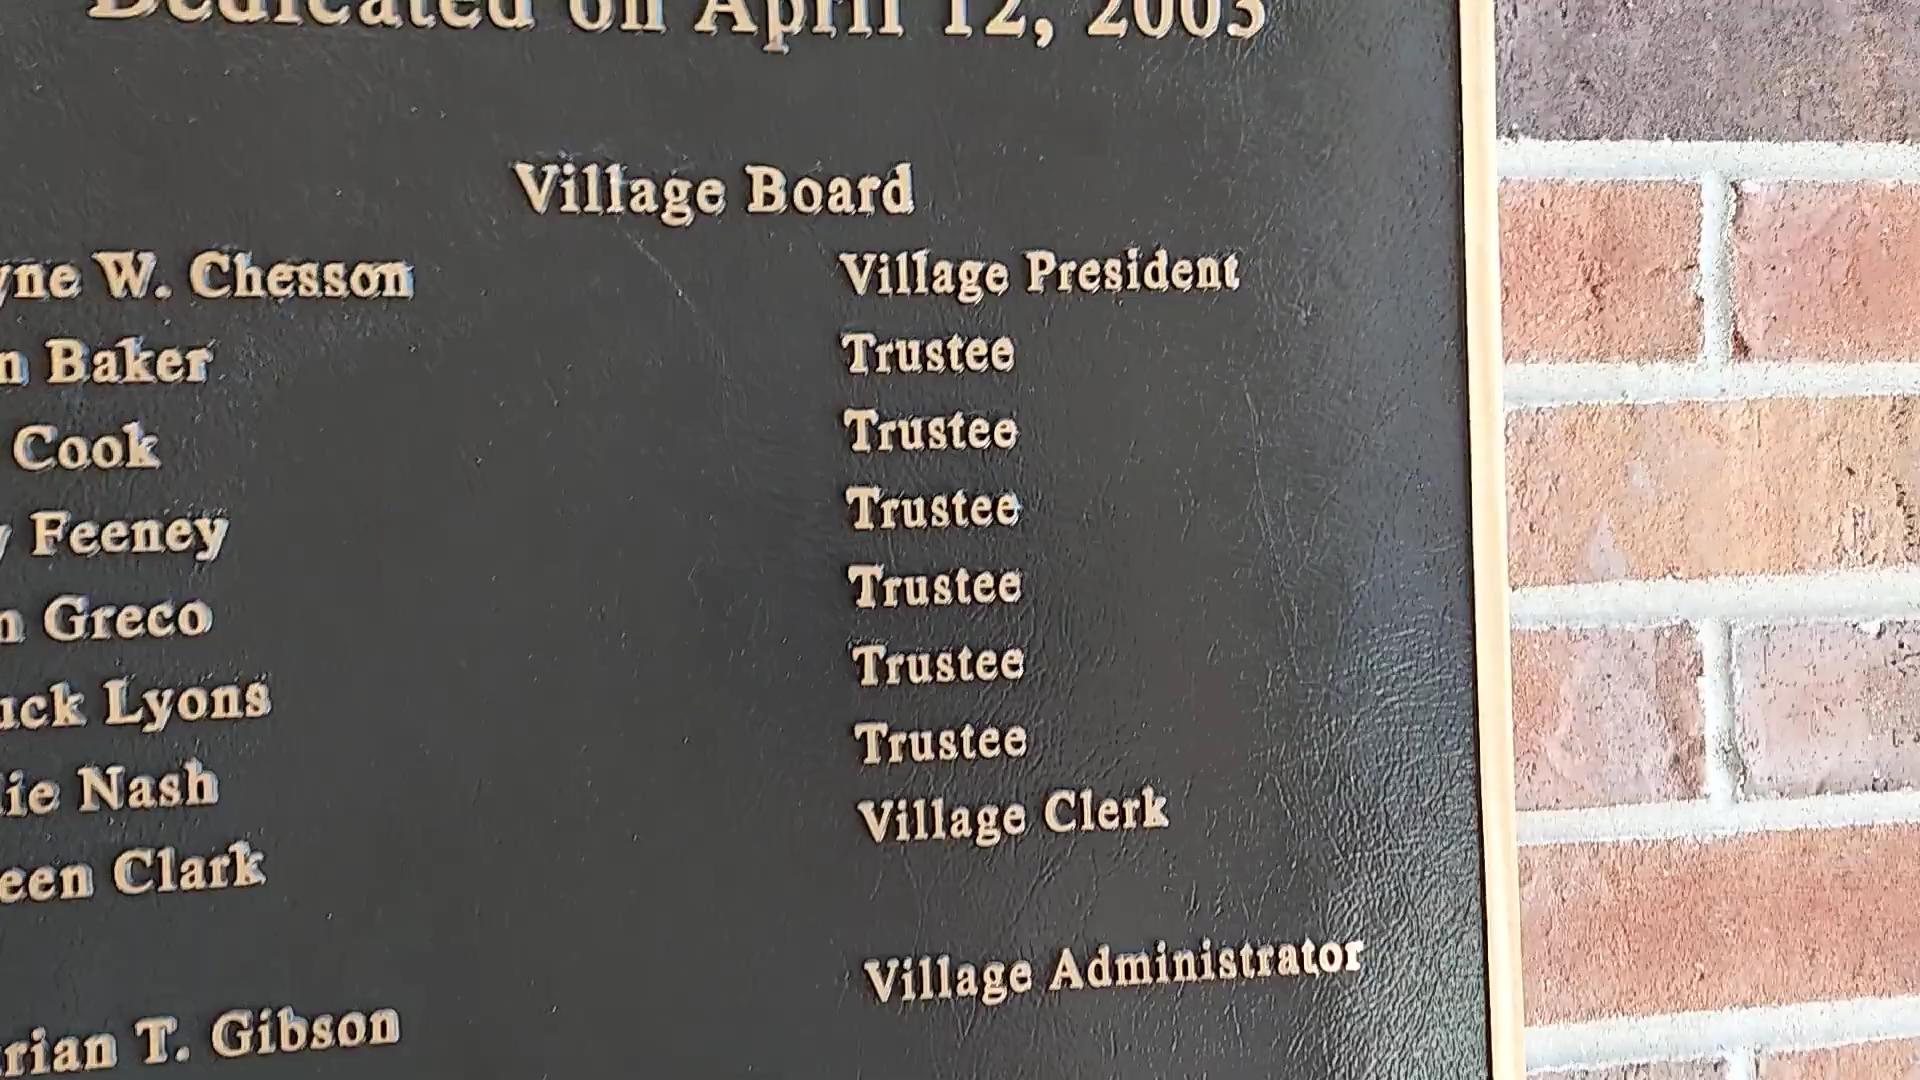 Dedicated on April 12, 2003
Village Board
yne W. Chesson Village President
n Baker Trustee
Cook Trustee
y Feeney Trustee
n Greco Trustee
uck Lyons Trustee
lie Nash Trustee
een Clark Village Clerk
rian T. Gibson Village Administrator